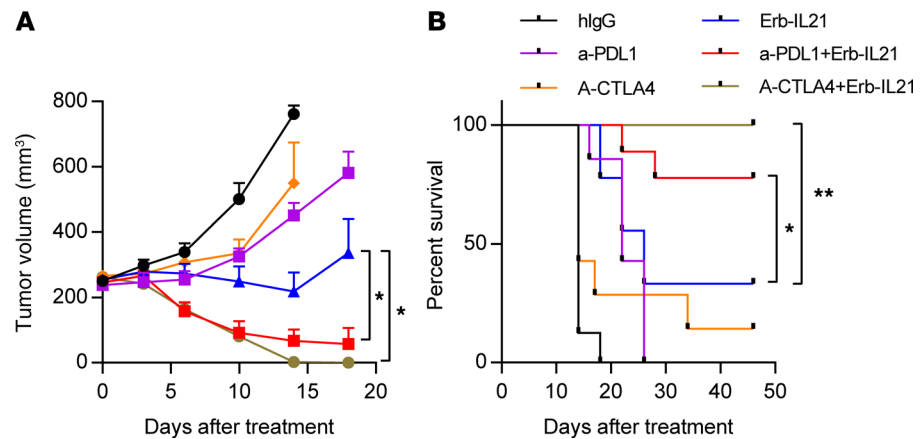 A
Tumor volume (mm³)
800
600
400
200
0
0 5 10 15 20
Days after treatment
*
*
B
hIgG
a-PDL1
A-CTLA4
Erb-IL21
a-PDL1+Erb-IL21
A-CTLA4+Erb-IL21
Percent survival
100
50
0
0 10 20 30 40 50
Days after treatment
*
**